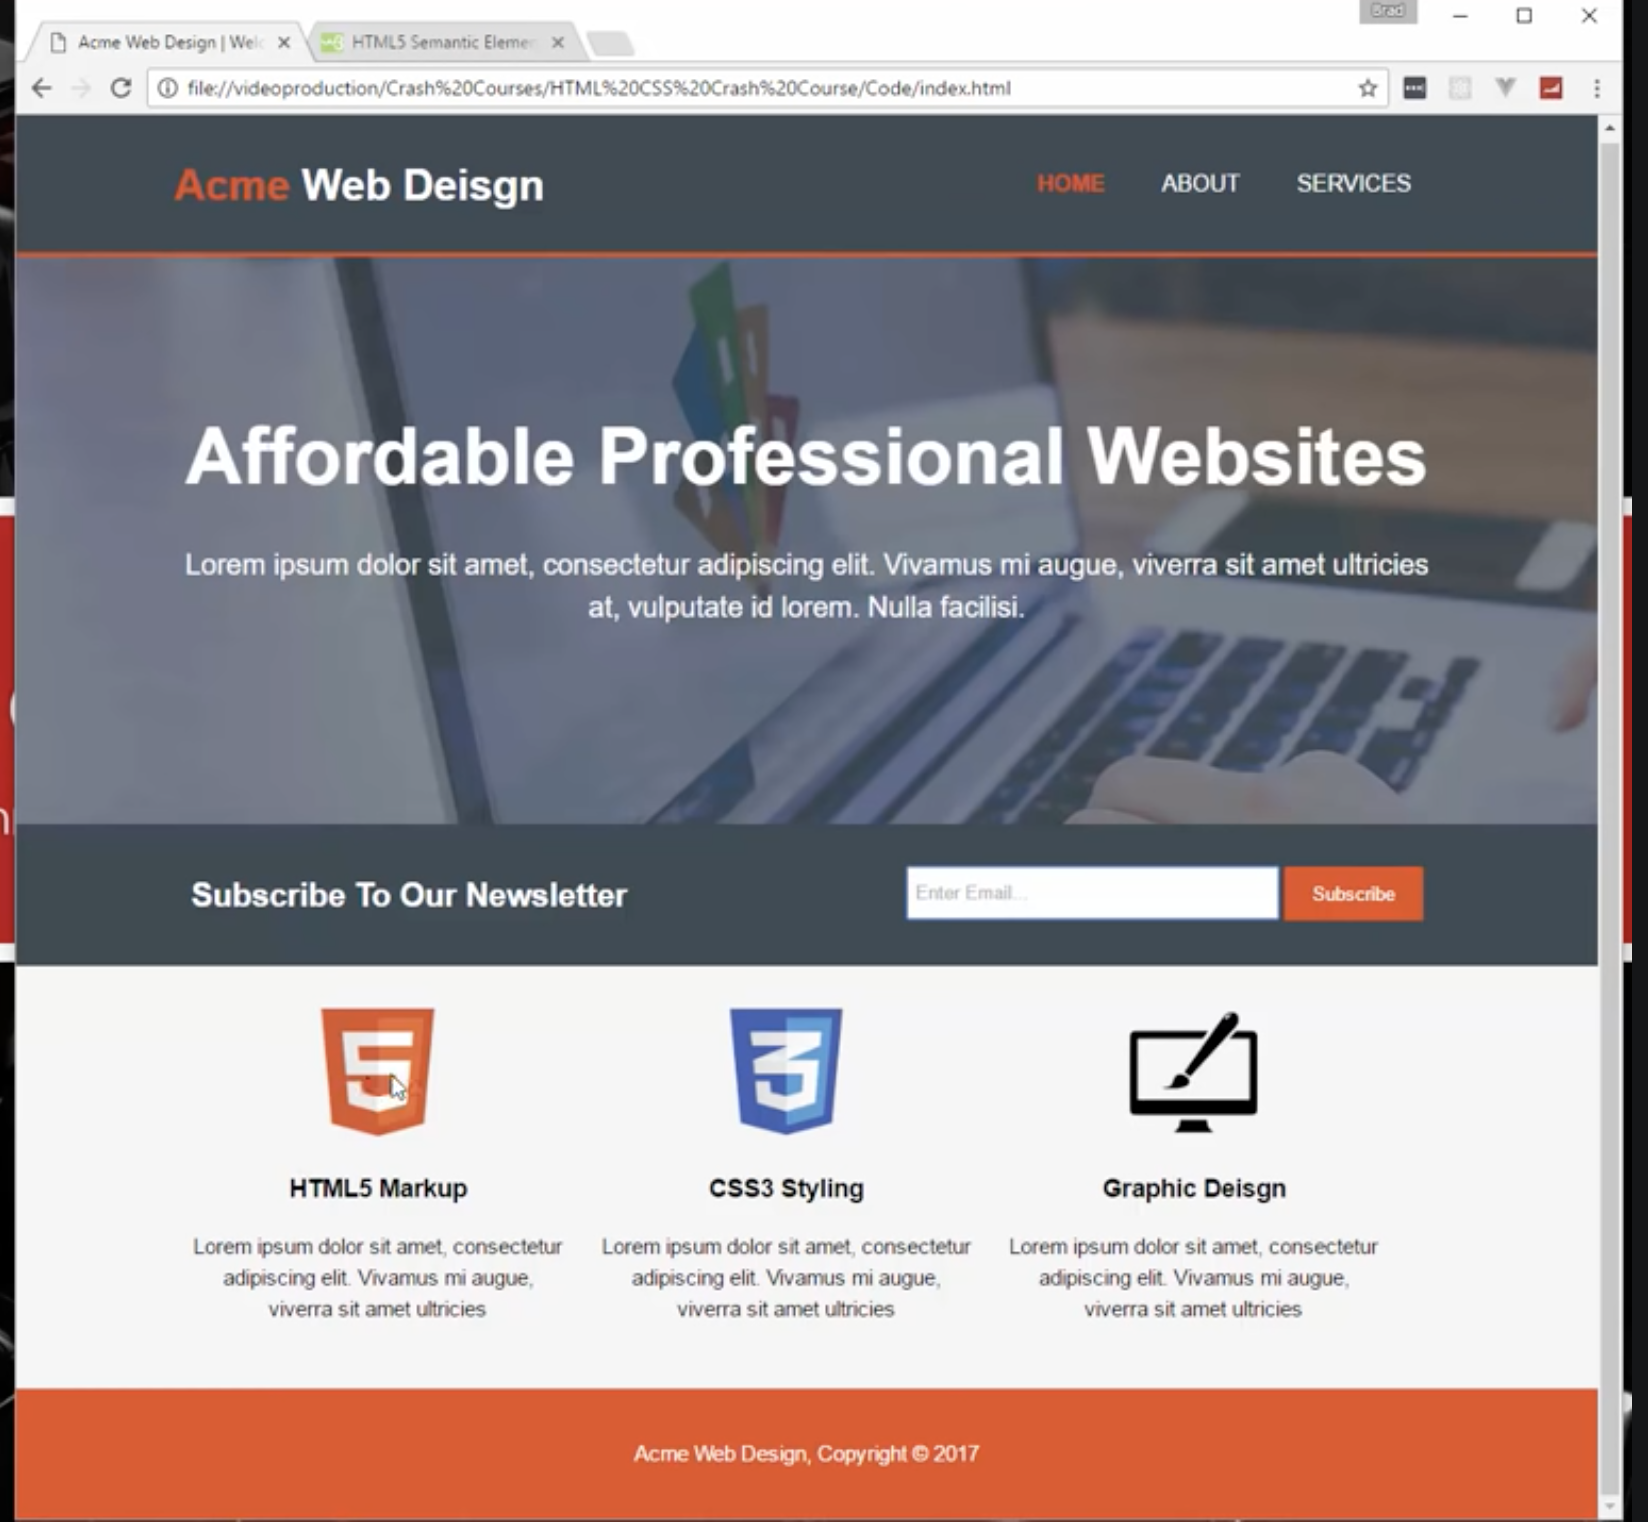 Brad
Acme Web Design | Welc
HTML5 Semantic Elemen
file://videoproduction/Crash%20Courses/HTML%20CSS%20Crash%20Course/Code/index.html
Acme Web Deisgn
HOME ABOUT SERVICES
Affordable Professional Websites
Lorem ipsum dolor sit amet, consectetur adipiscing elit. Vivamus mi augue, viverra sit amet ultricies
at, vulputate id lorem. Nulla facilisi.
Subscribe To Our Newsletter
Enter Email...
Subscribe
5
3
HTML5 Markup
Lorem ipsum dolor sit amet, consectetur
adipiscing elit. Vivamus mi augue,
viverra sit amet ultricies
CSS3 Styling
Lorem ipsum dolor sit amet, consectetur
adipiscing elit. Vivamus mi augue,
viverra sit amet ultricies
Graphic Deisgn
Lorem ipsum dolor sit amet, consectetur
adipiscing elit. Vivamus mi augue,
viverra sit amet ultricies
Acme Web Design, Copyright © 2017